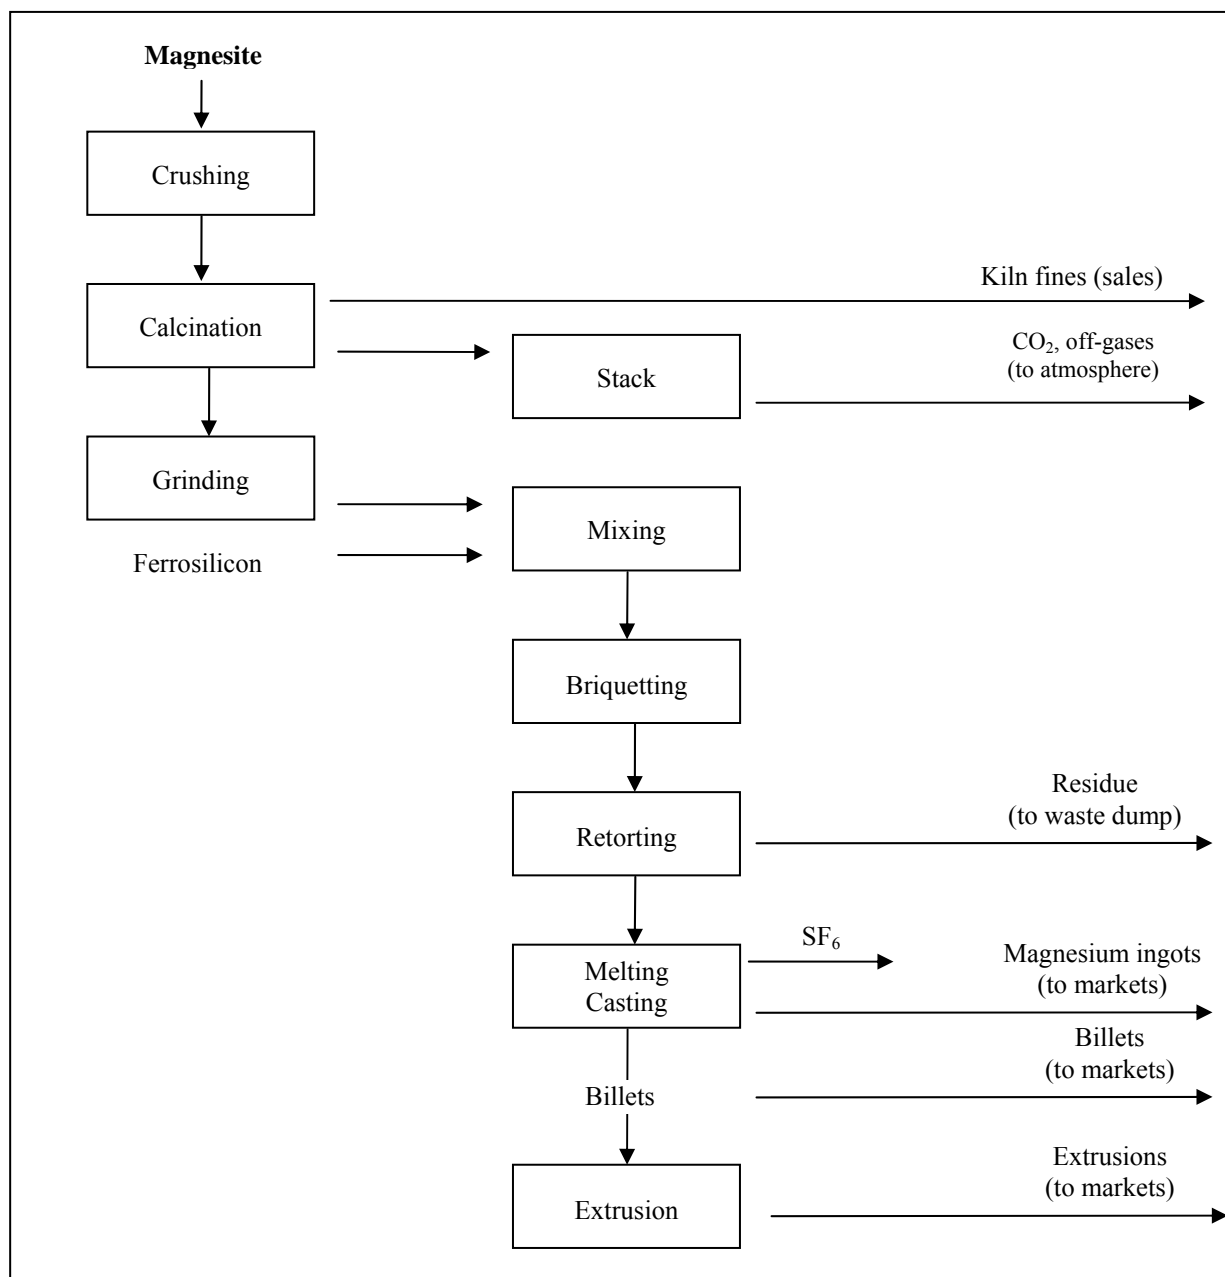 Magnesite
Crushing
Kiln fines (sales)
Calcination
CO₂, off-gases
(to atmosphere)
Stack
Grinding
Mixing
Ferrosilicon
Briquetting
Residue
(to waste dump)
Retorting
SF₆
Magnesium ingots
(to markets)
Melting
Casting
Billets
(to markets)
Billets
Extrusions
(to markets)
Extrusion